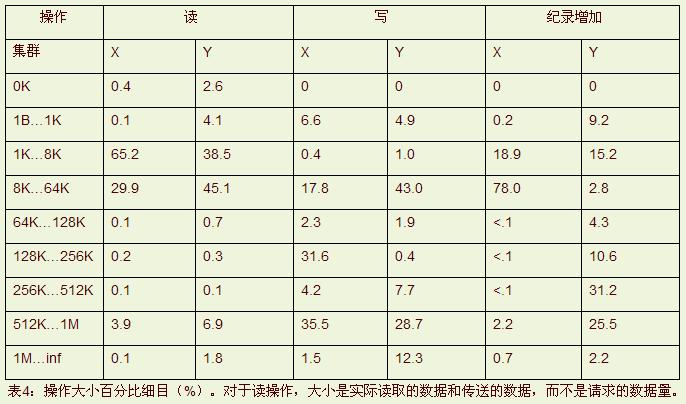 操作 读 写 纪录增加
集群 X Y X Y X Y
0K 0.4 2.6 0 0 0 0
1B…1K 0.1 4.1 6.6 4.9 0.2 9.2
1K…8K 65.2 38.5 0.4 1.0 18.9 15.2
8K…64K 29.9 45.1 17.8 43.0 78.0 2.8
64K…128K 0.1 0.7 2.3 1.9 <.1 4.3
128K…256K 0.2 0.3 31.6 0.4 <.1 10.6
256K…512K 0.1 0.1 4.2 7.7 <.1 31.2
512K…1M 3.9 6.9 35.5 28.7 2.2 25.5
1M…inf 0.1 1.8 1.5 12.3 0.7 2.2
表4：操作大小百分比细目（%）。对于读操作，大小是实际读取的数据和传送的数据，而不是请求的数据量。